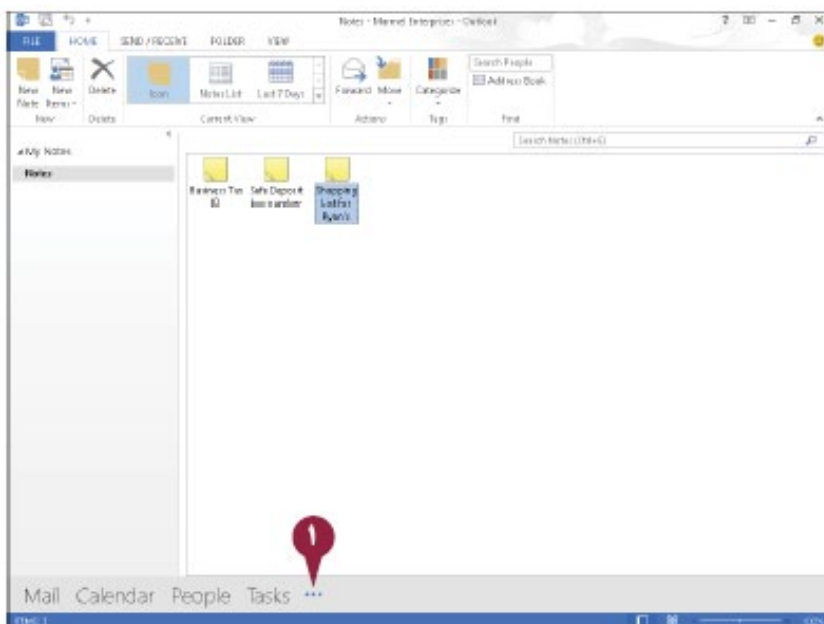 Notes - Marmel Enterprises - Outlook
FILE HOME SEND / RECEIVE FOLDER VIEW
New Note
New Items
Delete
Icon
Notes List
Last 7 Days
Forward
Move
Categorize
Search People
Address Book
New
Delete
Current View
Actions
Tags
Find
Search Notes (Ctrl+E)
My Notes
Notes
Business Tax ID
Safe Deposit box number
Shopping List for Ryan's
١
Mail Calendar People Tasks ···